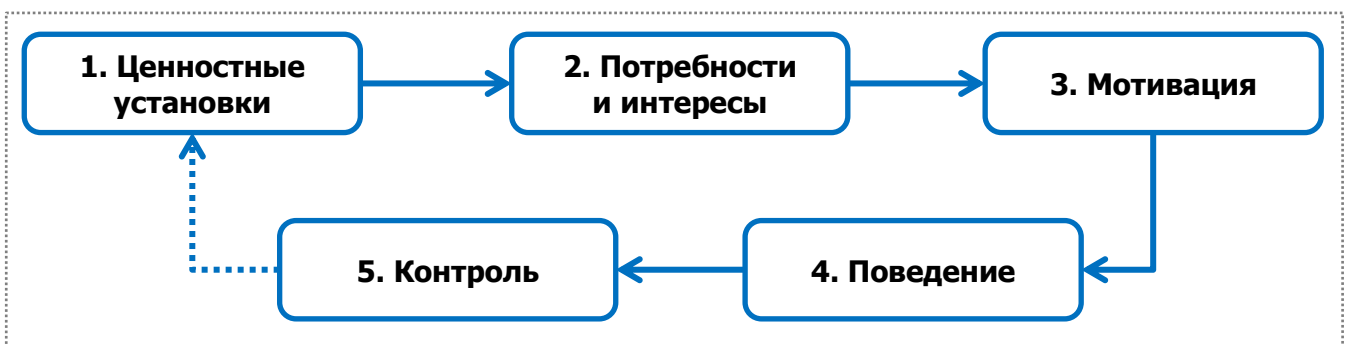 1. Ценностные
установки
2. Потребности
и интересы
3. Мотивация
5. Контроль
4. Поведение